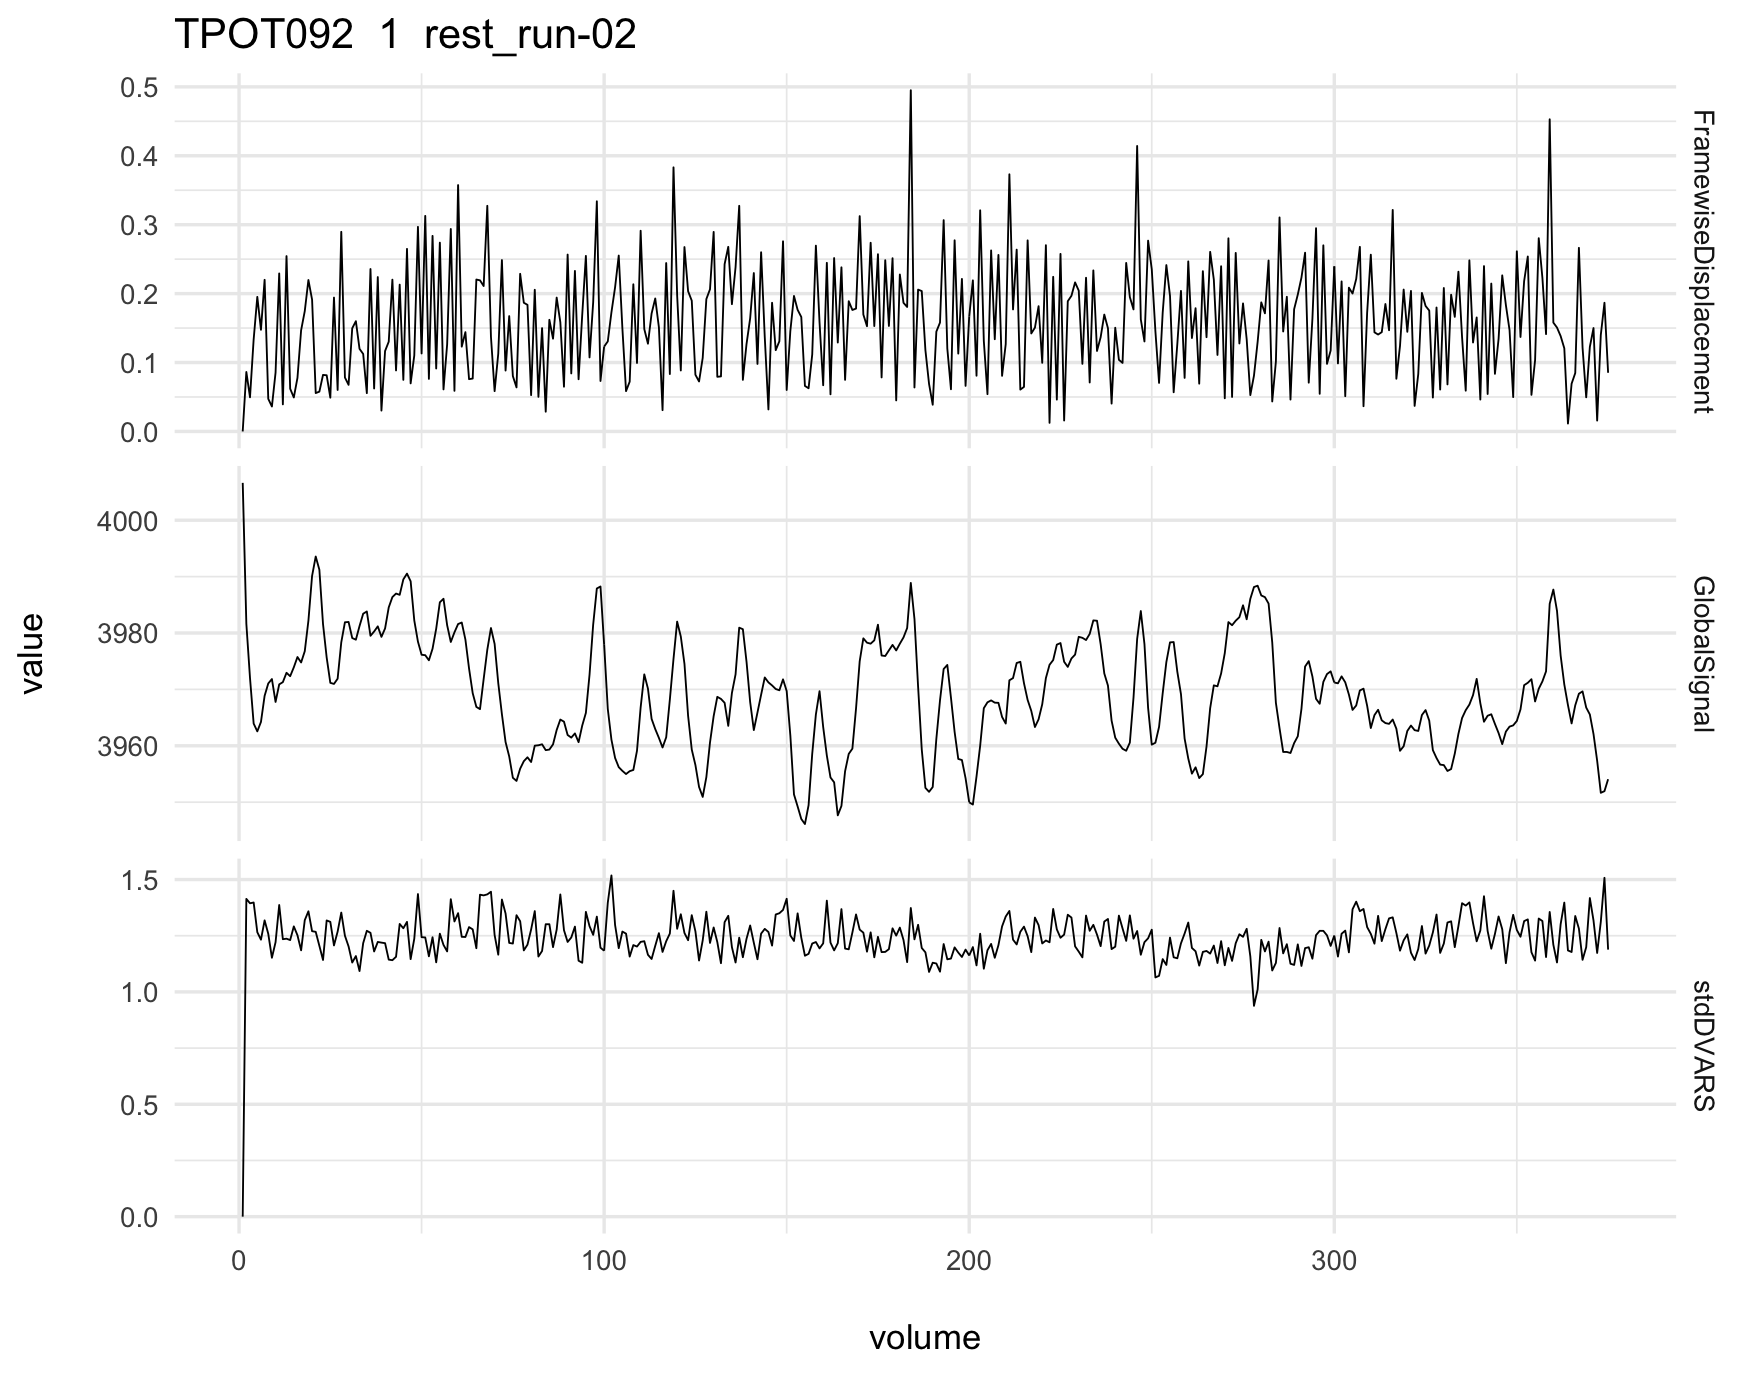 TPOT092 1 rest_run-02
0.5
0.4
0.3
0.2
0.1
0.0
FramewiseDisplacement
4000
3980
3960
GlobalSignal
value
1.5
1.0
0.5
0.0
stdDVARS
0 100 200 300
volume